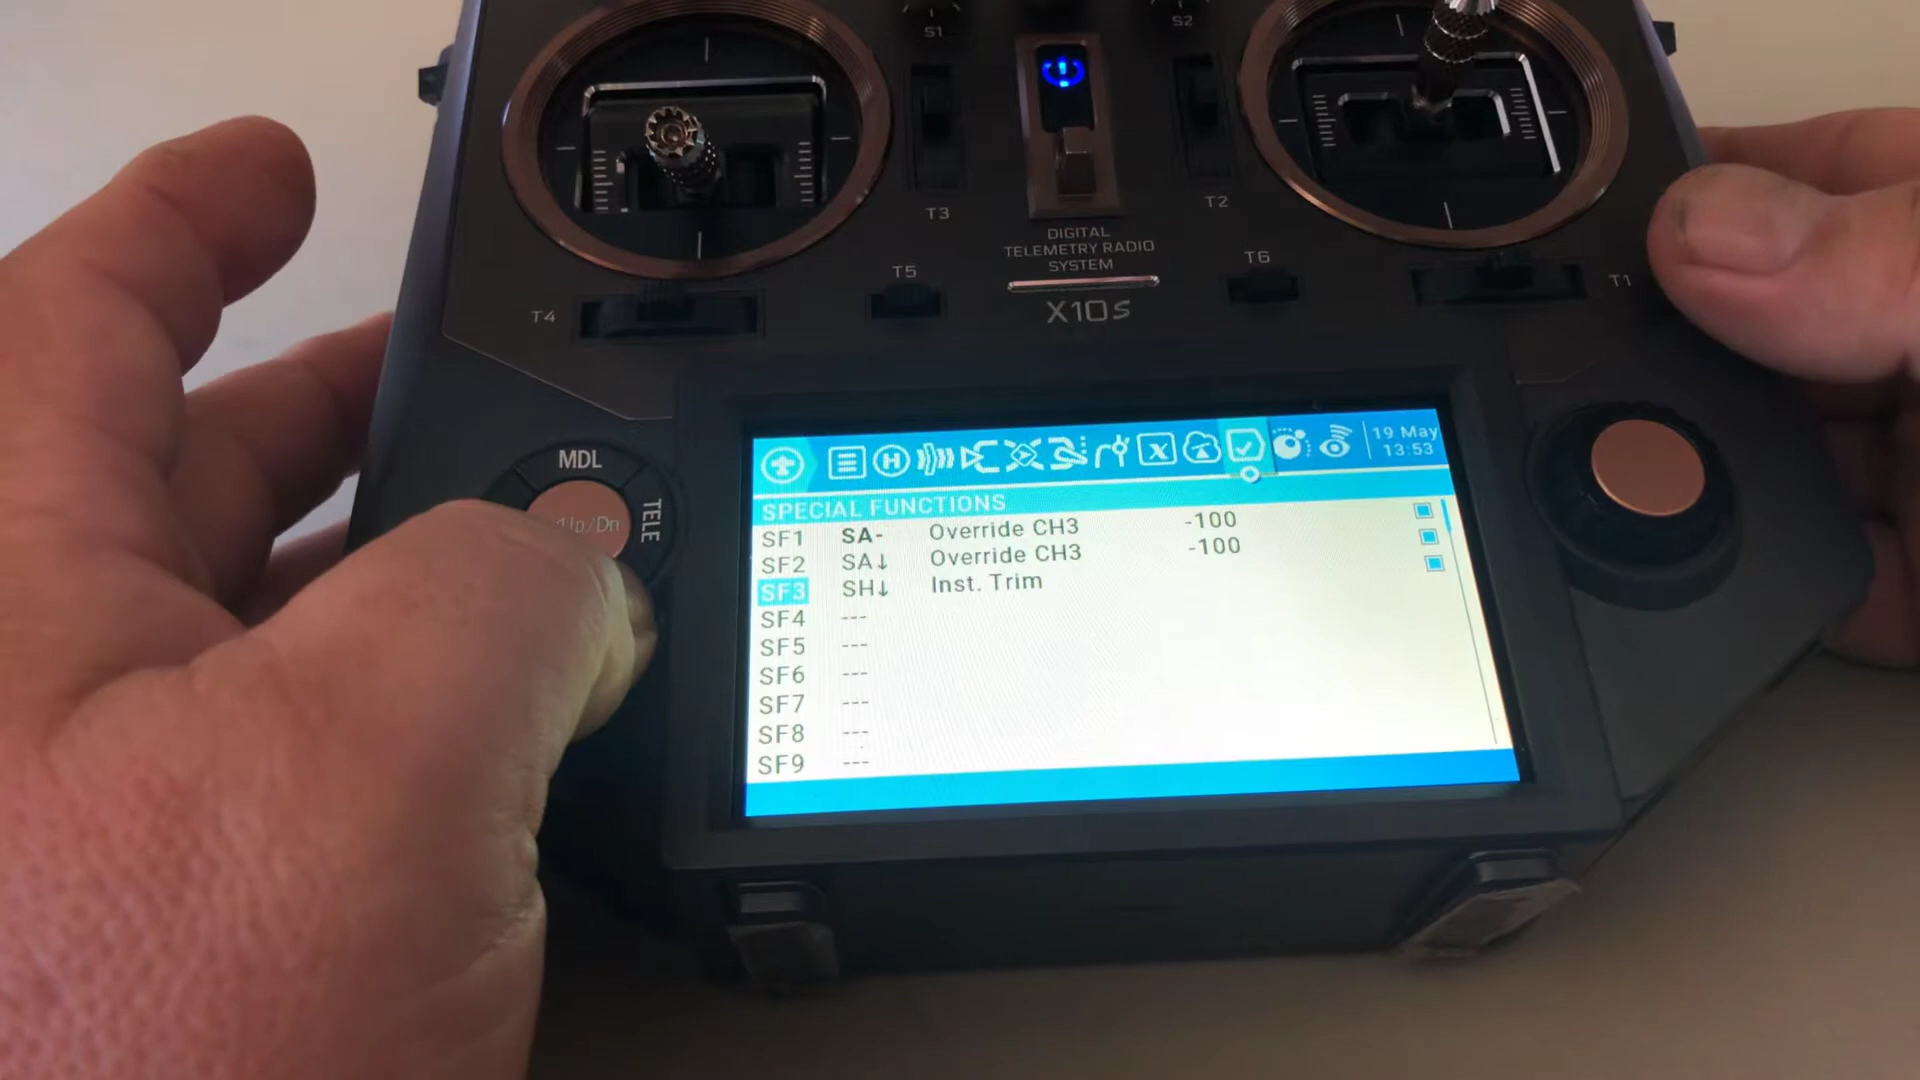 S1
S2
T3
T2
DIGITAL
TELEMETRY RADIO
SYSTEM
T5
T6
T4
T1
X10S
MDL
TELE
Up/Dn
19 May
13:53
SPECIAL FUNCTIONS
SF1 SA- Override CH3 -100
SF2 SA↓ Override CH3 -100
SF3 SH↓ Inst. Trim
SF4 ---
SF5 ---
SF6 ---
SF7 ---
SF8 ---
SF9 ---